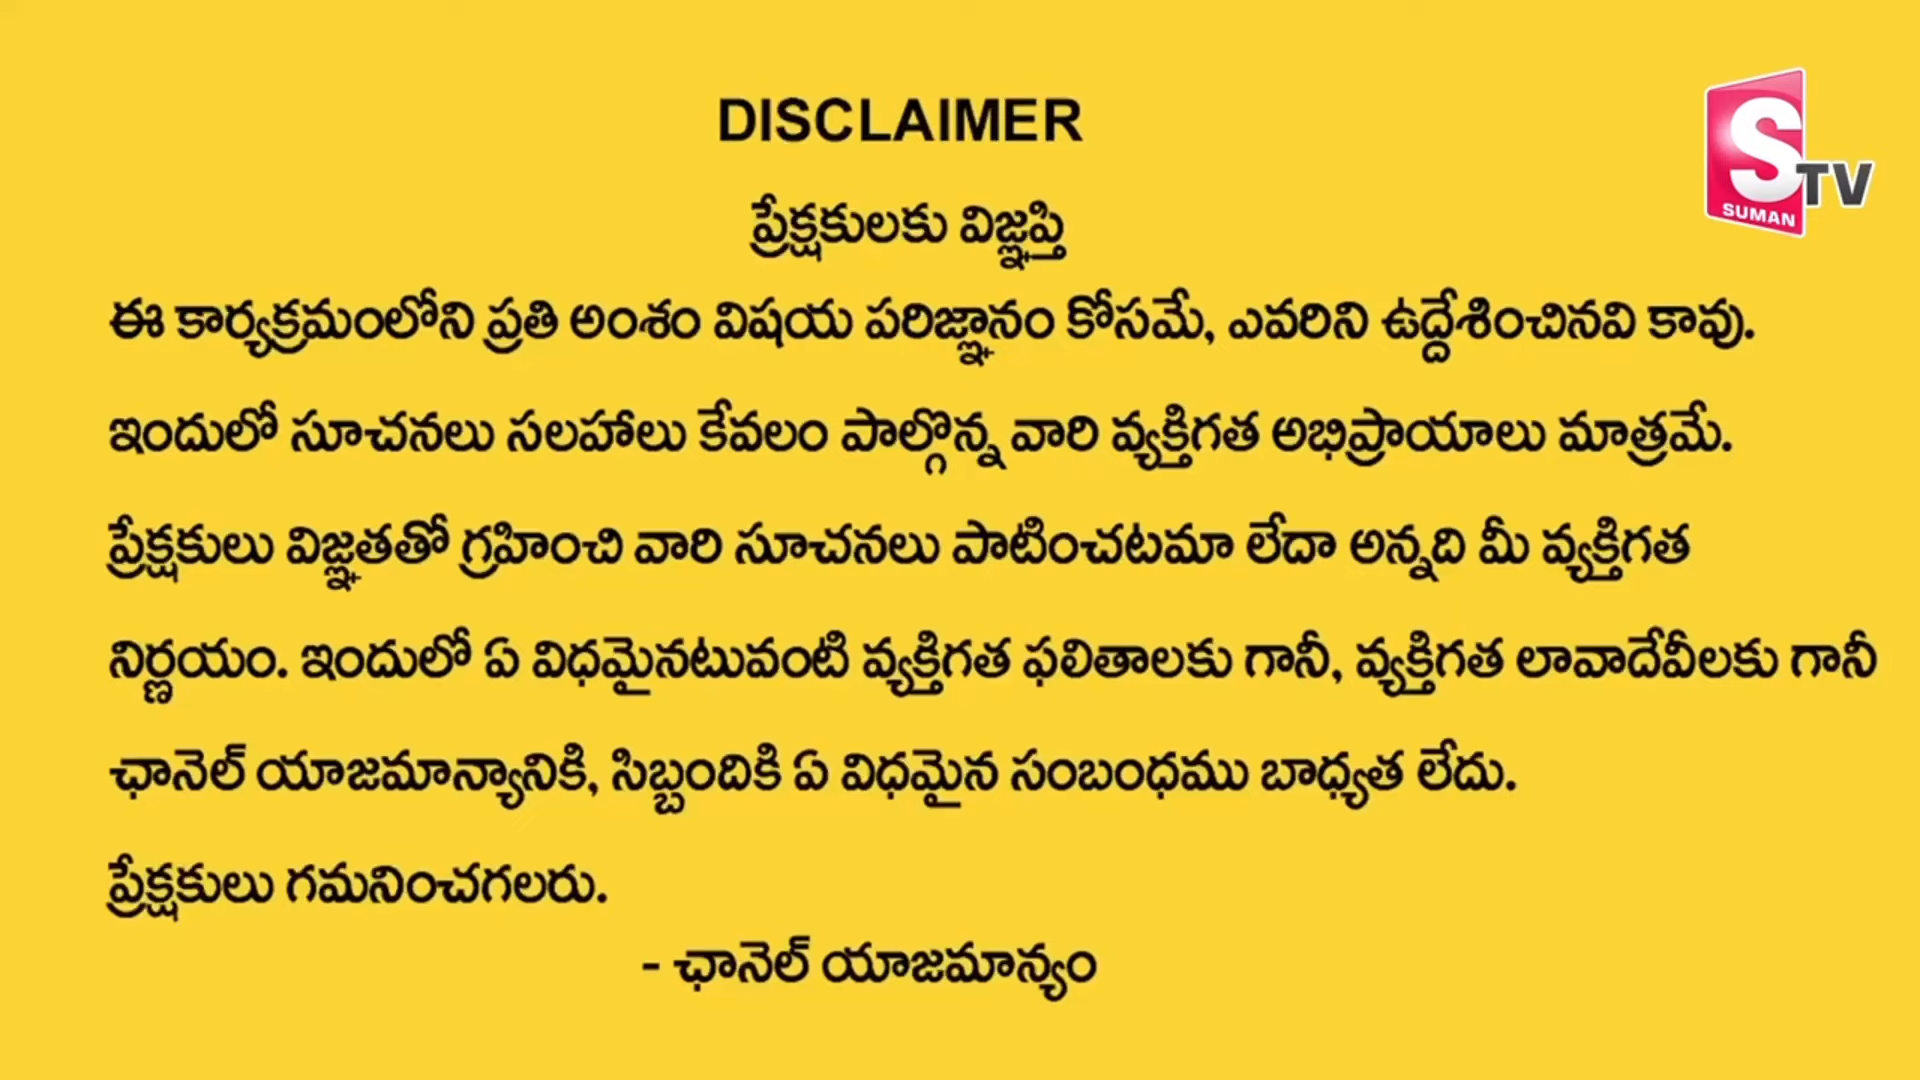 DISCLAIMER
S TV
SUMAN
ప్రేక్షకులకు విజ్ఞప్తి
ఈ కార్యక్రమంలోని ప్రతి అంశం విషయ పరిజ్ఞానం కోసమే, ఎవరిని ఉద్దేశించినవి కావు.
ఇందులో సూచనలు సలహాలు కేవలం పాల్గొన్న వారి వ్యక్తిగత అభిప్రాయాలు మాత్రమే.
ప్రేక్షకులు విజ్ఞతతో గ్రహించి వారి సూచనలు పాటించటమా లేదా అన్నది మీ వ్యక్తిగత
నిర్ణయం. ఇందులో ఏ విధమైనటువంటి వ్యక్తిగత ఫలితాలకు గానీ, వ్యక్తిగత లావాదేవీలకు గానీ
ఛానెల్ యాజమాన్యానికి, సిబ్బందికి ఏ విధమైన సంబంధము బాధ్యత లేదు.
ప్రేక్షకులు గమనించగలరు.
- ఛానెల్ యాజమాన్యం